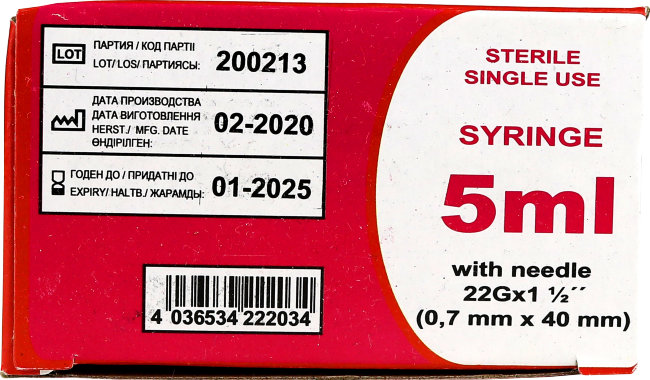 LOT
ПАРТИЯ / КОД ПАРТІІ
LOT/ LOS/ ПАРТИЯСЫ: 200213
ДАТА ПРОИЗВОДСТВА
ДАТА ВИГОТОВЛЕННЯ
HERST./ MFG. DATE
ӨНДІРІЛГЕН: 02-2020
ГОДЕН ДО / ПРИДАТНІ ДО
EXPIRY/ HALTB./ ЖАРАМДЫ: 01-2025
4 036534 222034
STERILE
SINGLE USE
SYRINGE
5ml
with needle
22Gx1 ½´´
(0,7 mm x 40 mm)